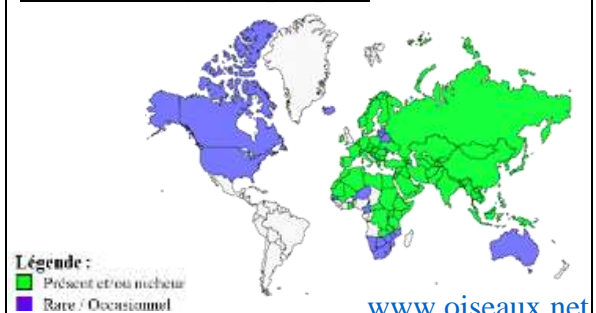 Légende :
Présent et/ou nicheur
Rare / Occasionnel
www.oiseaux.net